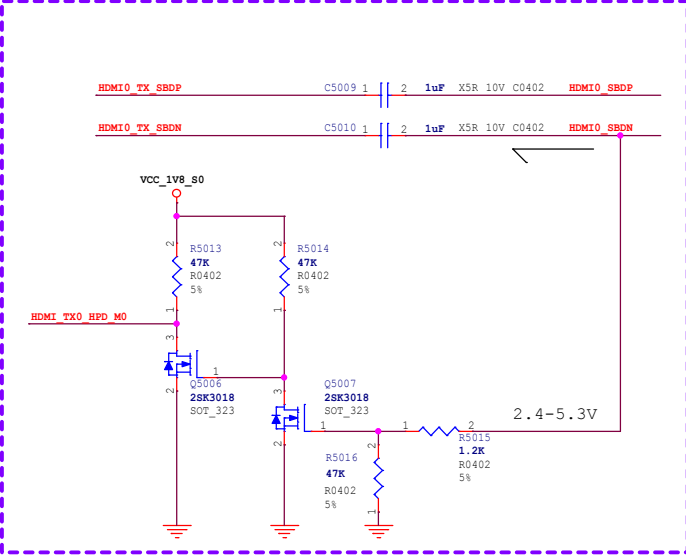 HDMI0_TX_SBDP C5009 1 2 1uF X5R 10V C0402 HDMI0_SBDP
HDMI0_TX_SBDN C5010 1 2 1uF X5R 10V C0402 HDMI0_SBDN
VCC_1V8_S0
2 2
R5013 R5014
47K 47K
R0402 R0402
5% 5%
1 1
HDMI_TX0_HPD_M0
3
1
2
Q5006
2SK3018
SOT_323
3
Q5007
2SK3018
SOT_323
1
2
2.4-5.3V
1 2
R5015
1.2K
R0402
5%
2
R5016
47K
R0402
5%
1